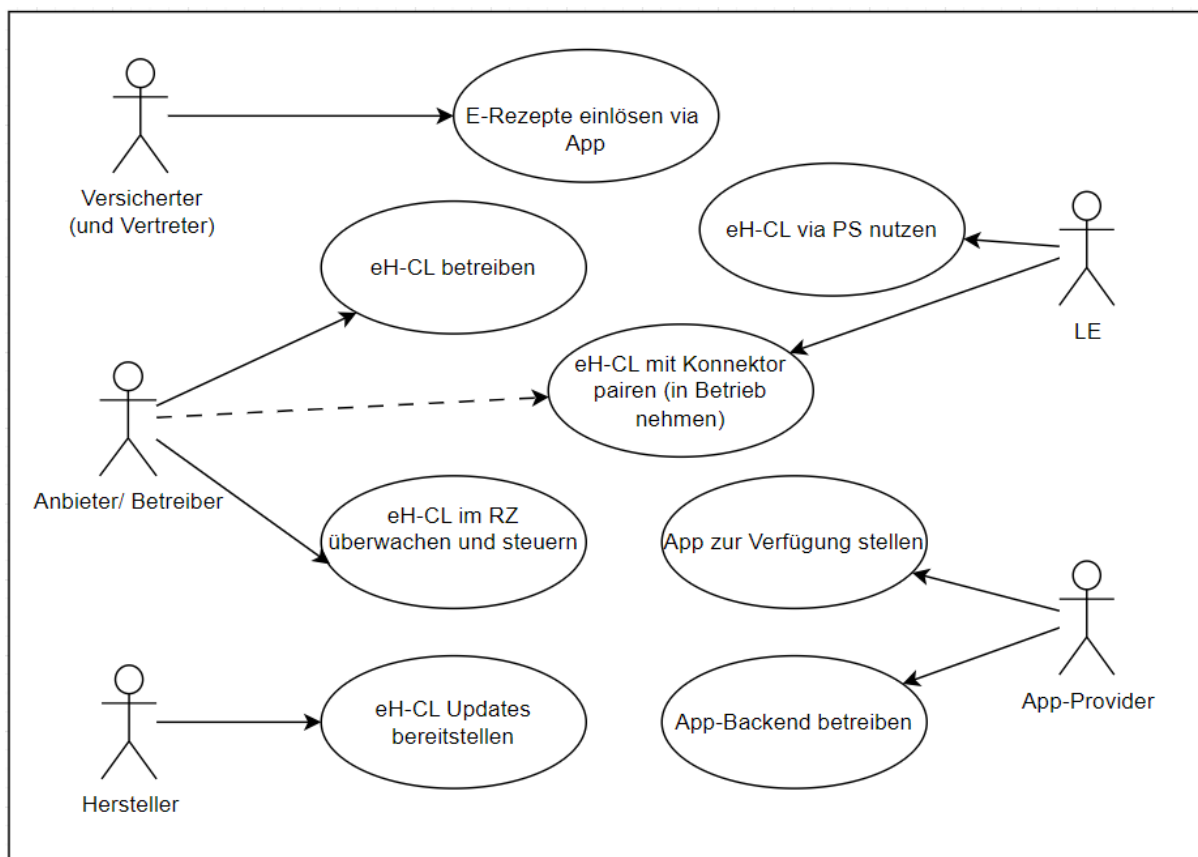 E-Rezepte einlösen via
App
Versicherter
(und Vertreter)
eH-CL via PS nutzen
eH-CL betreiben
LE
eH-CL mit Konnektor
pairen (in Betrieb
nehmen)
Anbieter/ Betreiber
eH-CL im RZ
überwachen und steuern
App zur Verfügung stellen
App-Provider
eH-CL Updates
bereitstellen
App-Backend betreiben
Hersteller